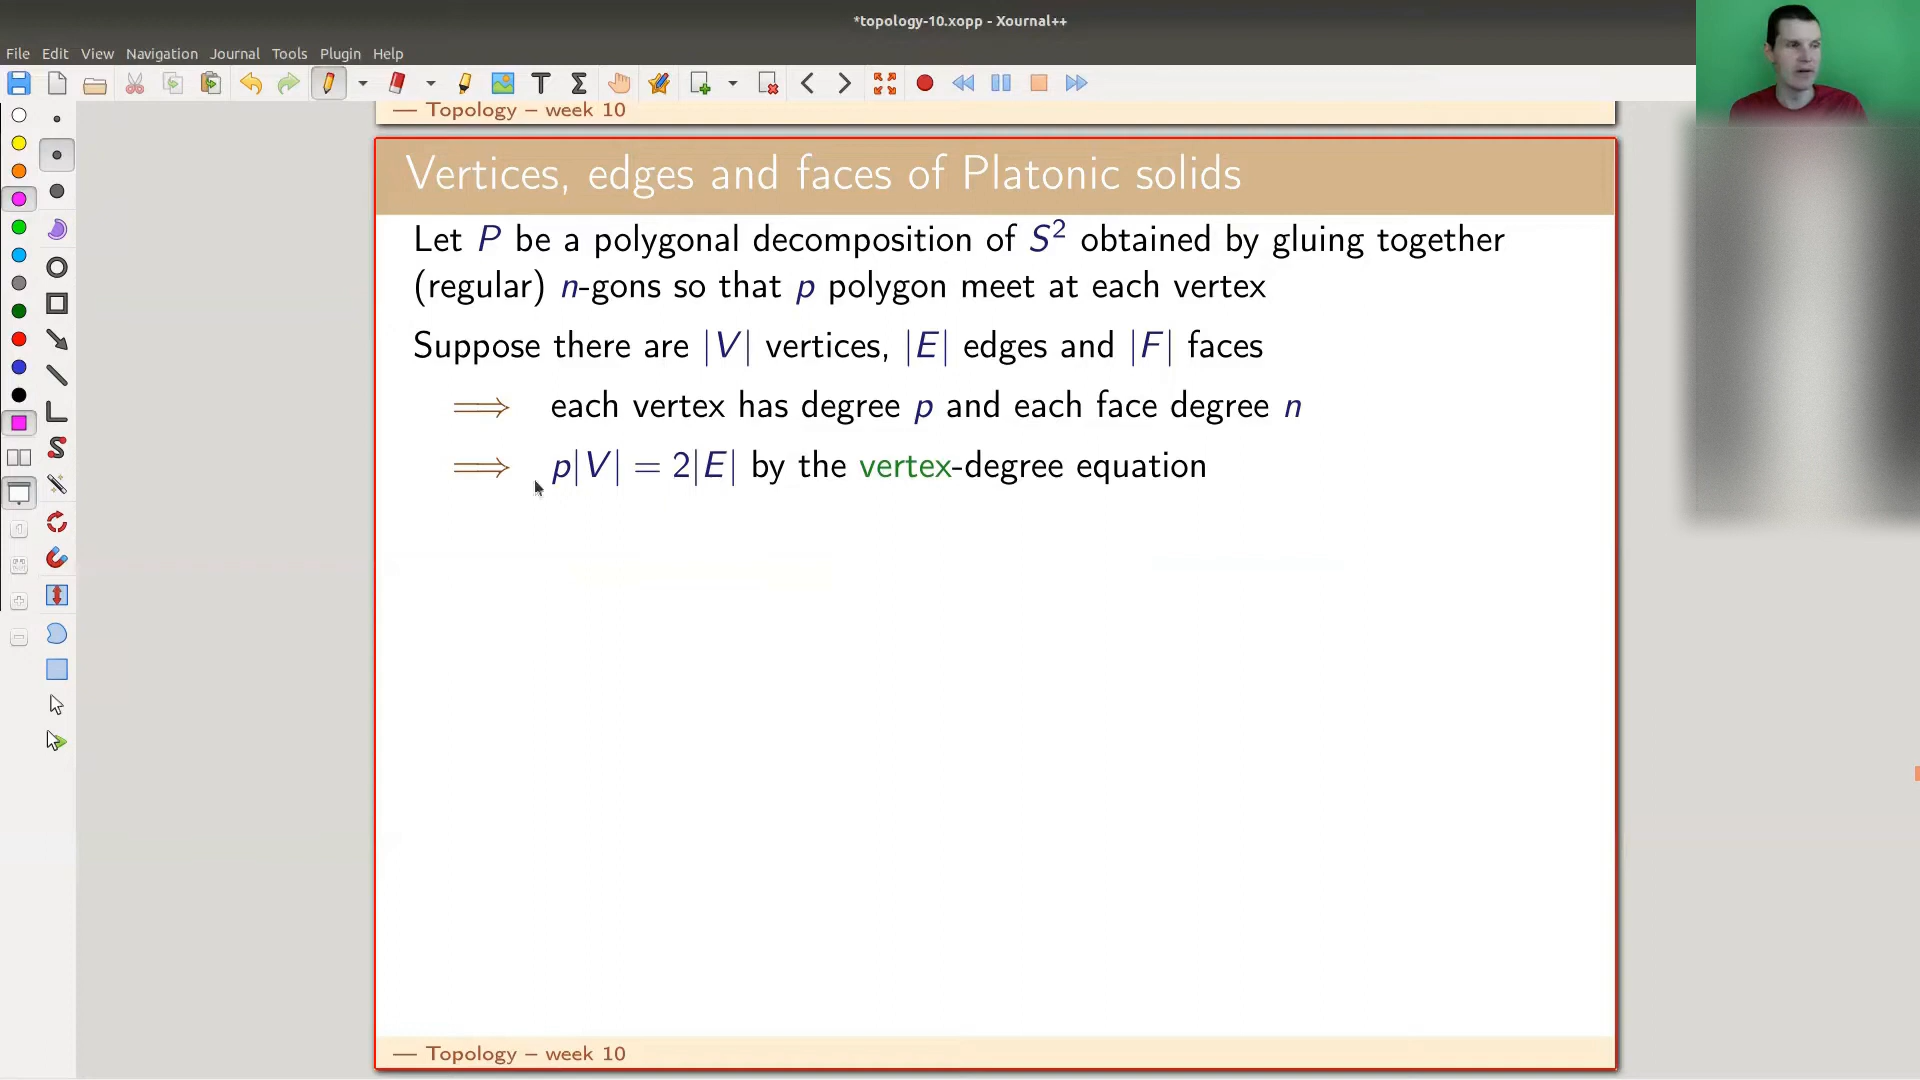 *topology-10.xopp - Xournal++
File Edit View Navigation Journal Tools Plugin Help
— Topology – week 10
Vertices, edges and faces of Platonic solids
Let P be a polygonal decomposition of S² obtained by gluing together
(regular) n-gons so that p polygon meet at each vertex
Suppose there are |V| vertices, |E| edges and |F| faces
⟹ each vertex has degree p and each face degree n
⟹ p|V| = 2|E| by the vertex-degree equation
— Topology – week 10